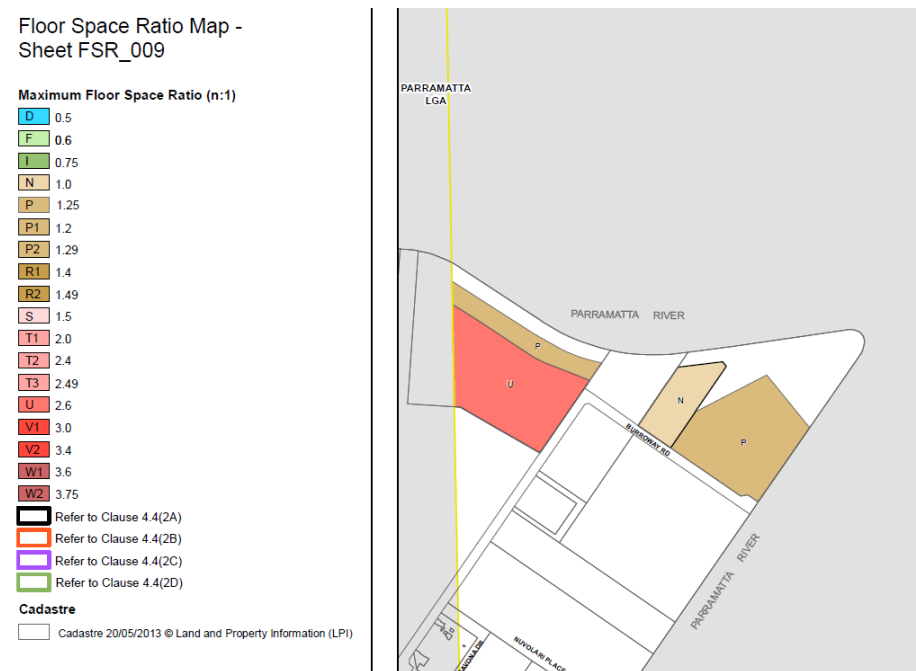 Floor Space Ratio Map -
Sheet FSR_009
Maximum Floor Space Ratio (n:1)
D 0.5
F 0.6
I 0.75
N 1.0
P 1.25
P1 1.2
P2 1.29
R1 1.4
R2 1.49
S 1.5
T1 2.0
T2 2.4
T3 2.49
U 2.6
V1 3.0
V2 3.4
W1 3.6
W2 3.75
Refer to Clause 4.4(2A)
Refer to Clause 4.4(2B)
Refer to Clause 4.4(2C)
Refer to Clause 4.4(2D)
Cadastre
Cadastre 20/05/2013 © Land and Property Information (LPI)
PARRAMATTA
LGA
PARRAMATTA RIVER
P
U
N
P
BURROWAY RD
PARRAMATTA RIVER
NUVOLARI PLACE